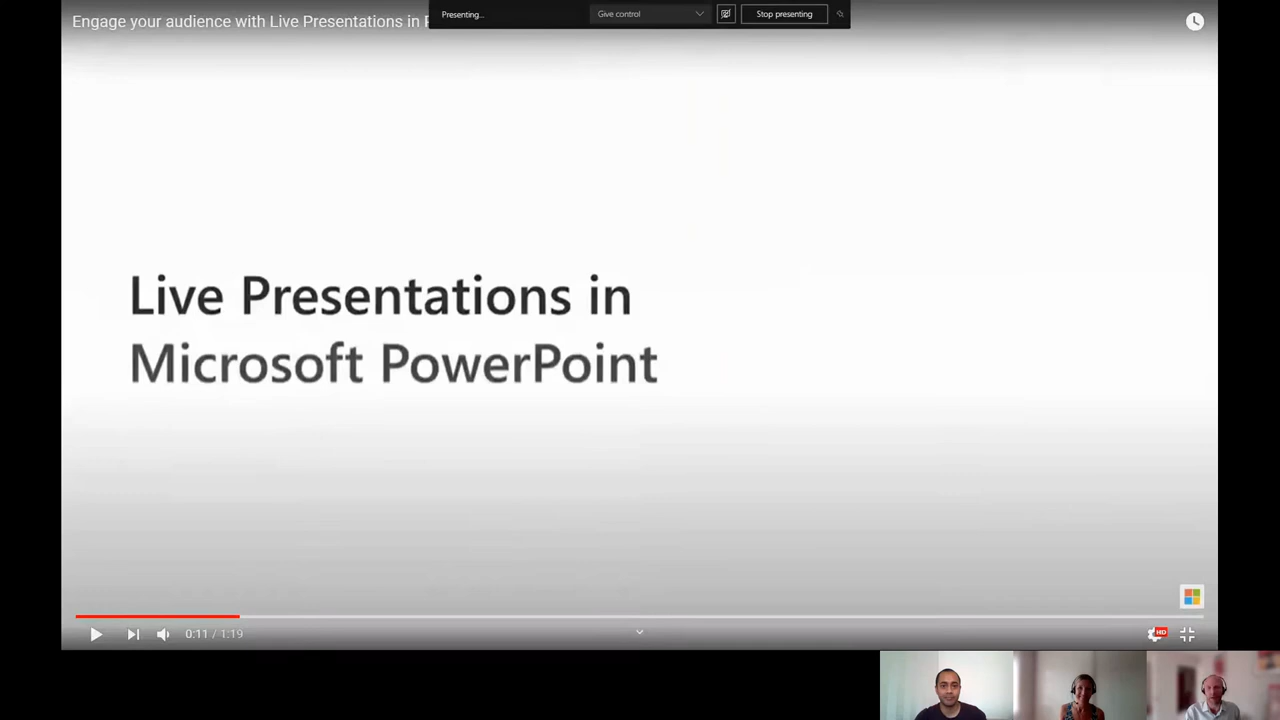 Engage your audience with Live Presentations in
Presenting...
Give control
Stop presenting
Live Presentations in
Microsoft PowerPoint
0:11 / 1:19
HD